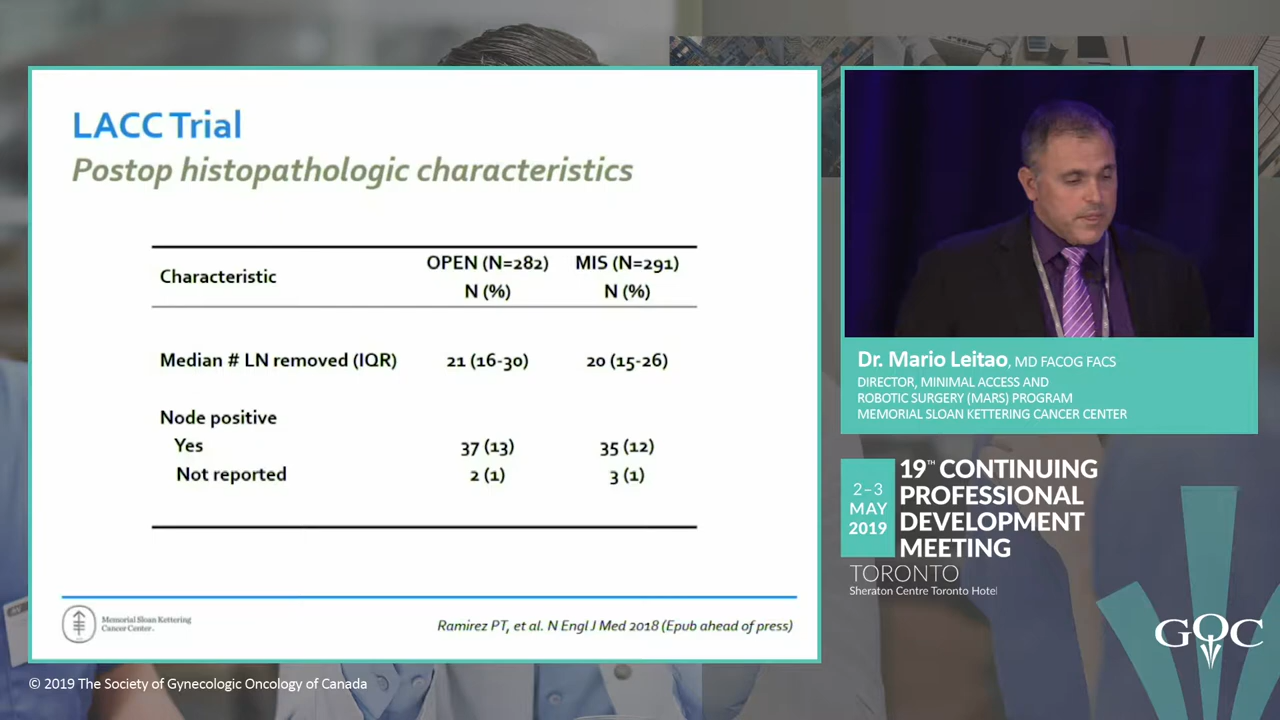 LACC Trial
Postop histopathologic characteristics
Characteristic
OPEN (N=282)
N (%)
MIS (N=291)
N (%)
Median # LN removed (IQR) 21 (16-30) 20 (15-26)
Node positive
Yes 37 (13) 35 (12)
Not reported 2 (1) 3 (1)
Memorial Sloan Kettering
Cancer Center
Ramirez PT, et al. N Engl J Med 2018 (Epub ahead of press)
© 2019 The Society of Gynecologic Oncology of Canada
Dr. Mario Leitao, MD FACOG FACS
DIRECTOR, MINIMAL ACCESS AND
ROBOTIC SURGERY (MARS) PROGRAM
MEMORIAL SLOAN KETTERING CANCER CENTER
2–3
MAY
2019
19TH CONTINUING
PROFESSIONAL
DEVELOPMENT
MEETING
TORONTO
Sheraton Centre Toronto Hotel
GOC